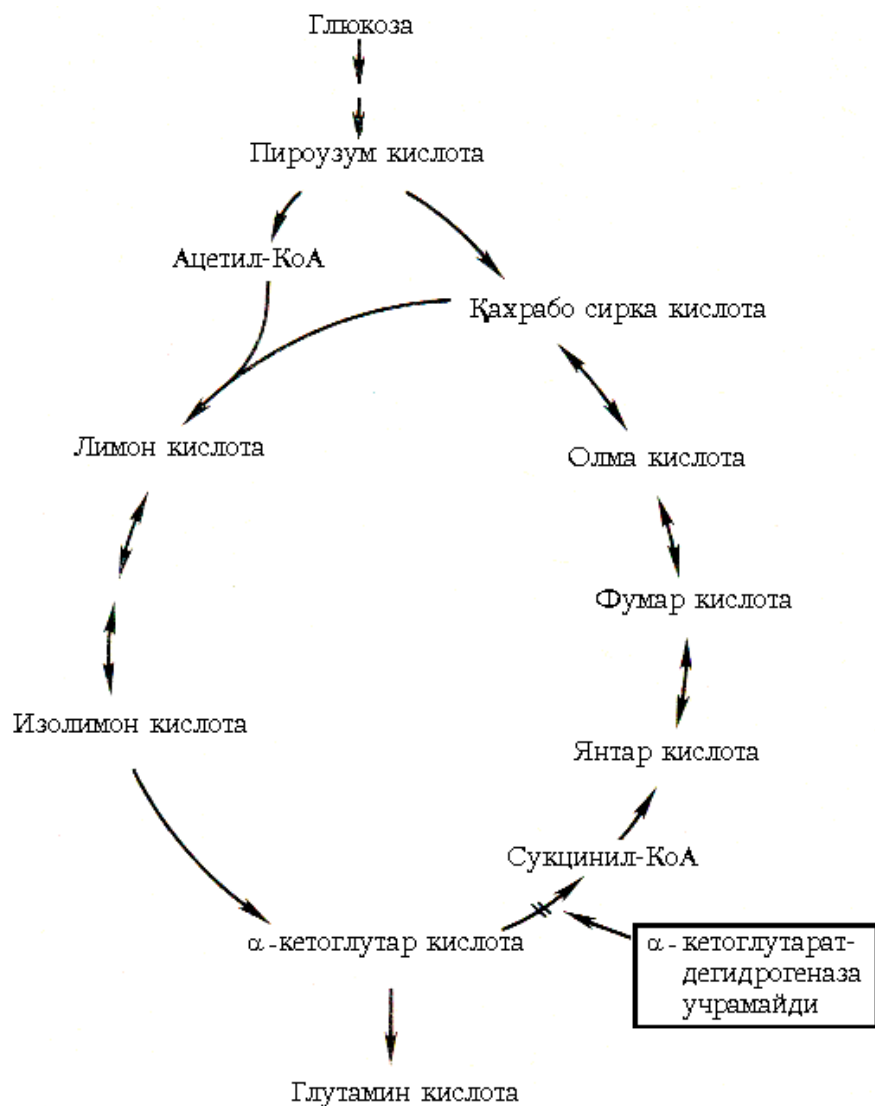 Глюкоза
Пироузум кислота
Ацетил-КоА
Қахрабо сирка кислота
Лимон кислота
Олма кислота
Фумар кислота
Изолимон кислота
Янтар кислота
Сукцинил-КоА
α-кетоглутар кислота
α- кетоглутарат-
дегидрогеназа
учрамайди
Глутамин кислота